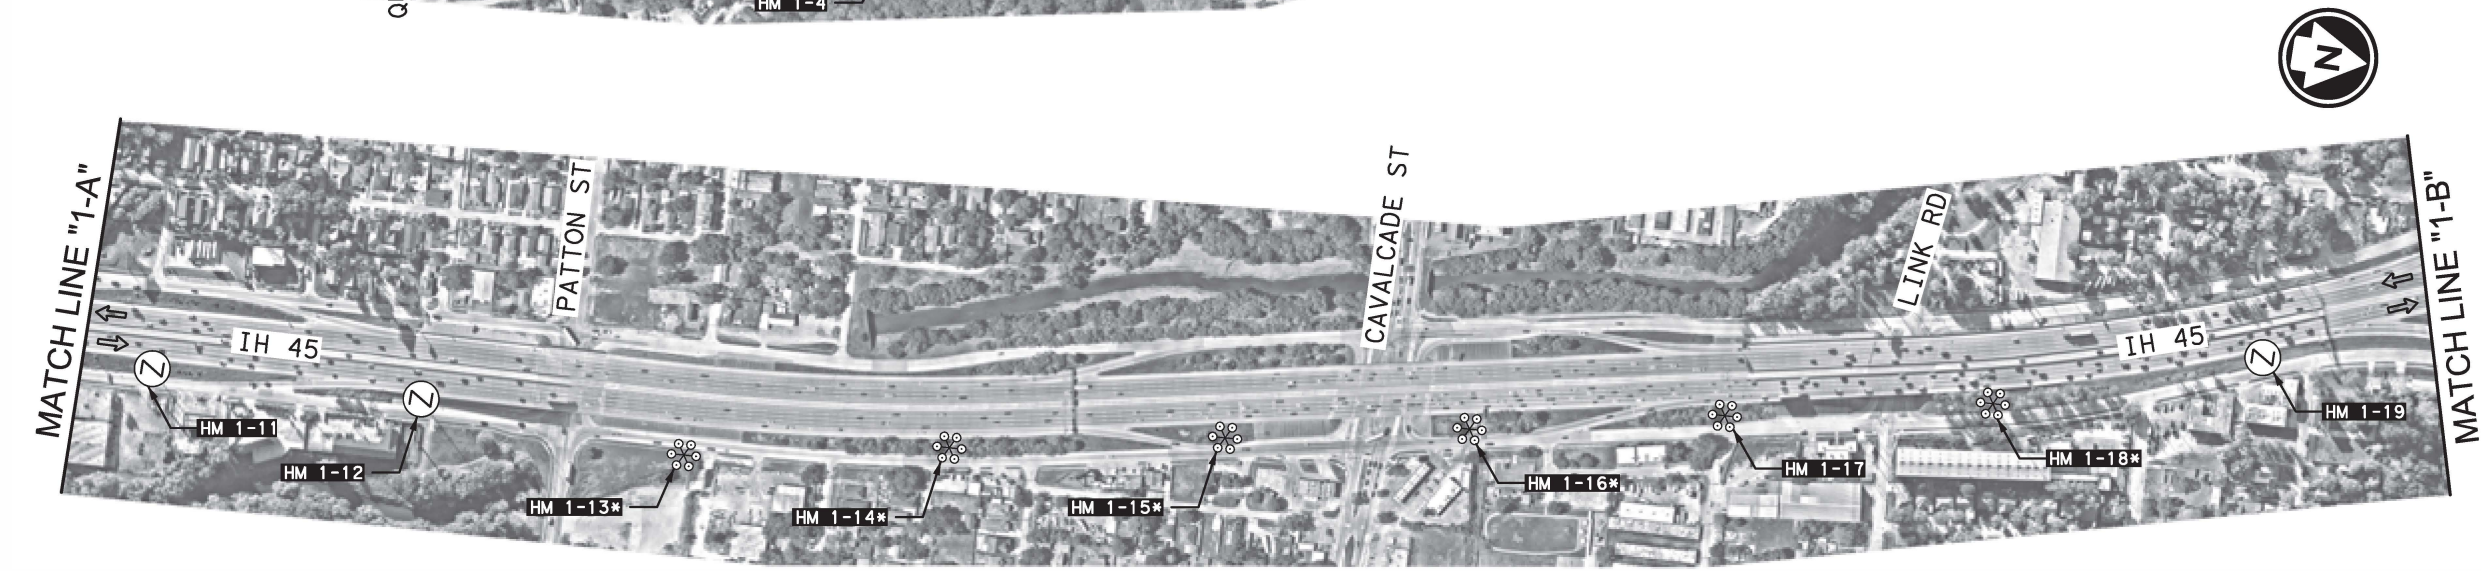 HM 1-4
N
MATCH LINE "1-A"
PATTON ST
CAVALCADE ST
LINK RD
MATCH LINE "1-B"
IH 45
IH 45
Z
Z
Z
HM 1-11
HM 1-12
HM 1-13*
HM 1-14*
HM 1-15*
HM 1-16*
HM 1-17
HM 1-18*
HM 1-19